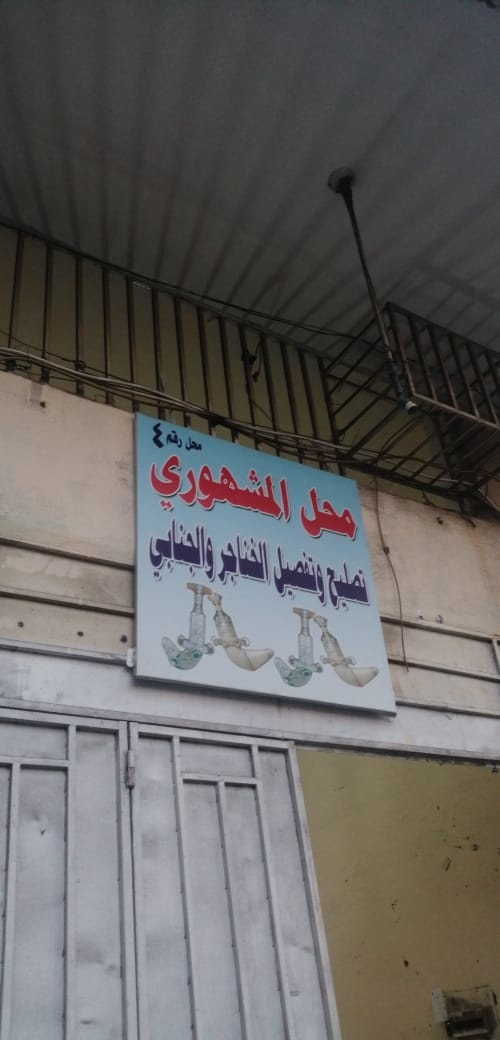 محل رقم ٤
محل المشهوري
تصليح وتفصيل الخناجر والجنابي